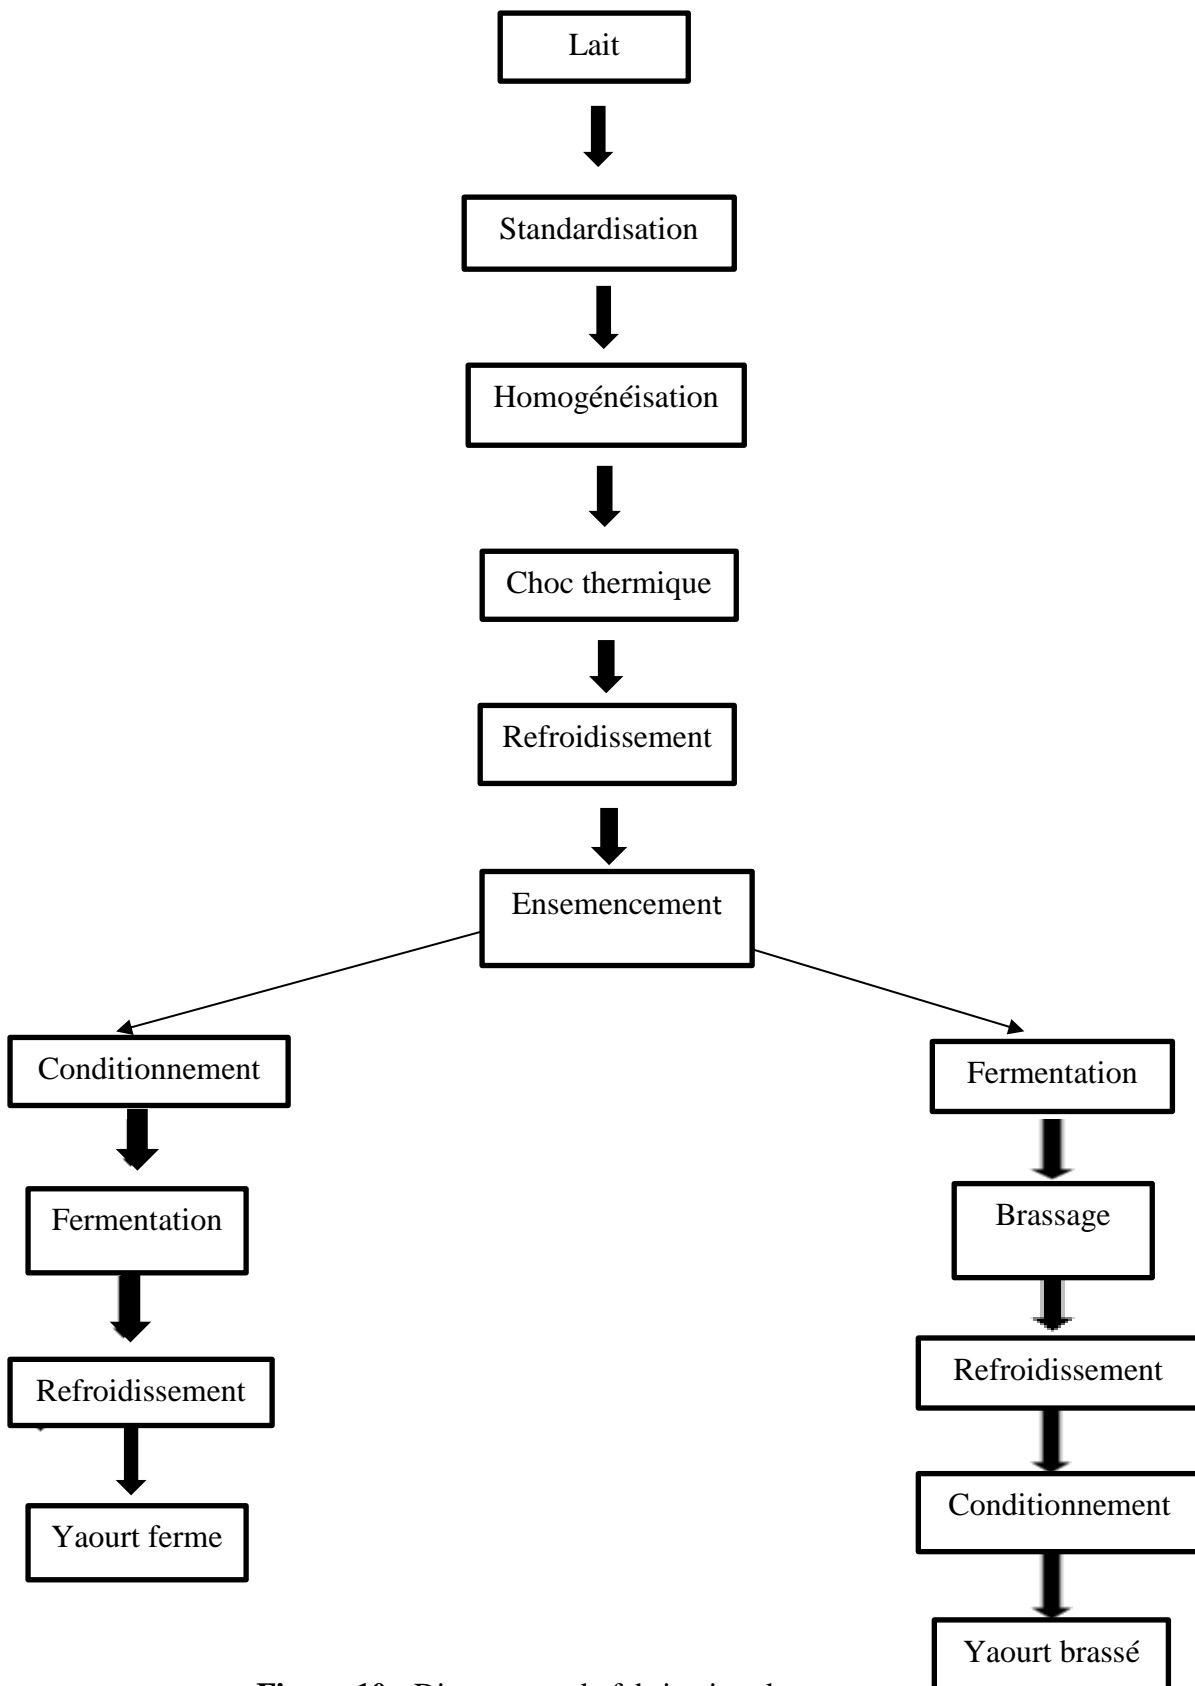 Lait
Standardisation
Homogénéisation
Choc thermique
Refroidissement
Ensemencement
Conditionnement
Fermentation
Refroidissement
Yaourt ferme
Fermentation
Brassage
Refroidissement
Conditionnement
Yaourt brassé